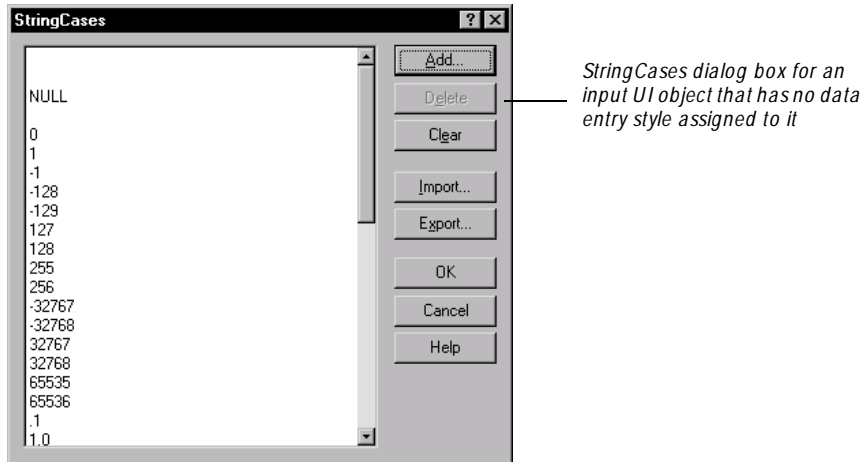 StringCases
NULL
0
1
-1
-128
-129
127
128
255
256
-32767
-32768
32767
32768
65535
65536
.1
1.0
Add...
Delete
Clear
Import...
Export...
OK
Cancel
Help
StringCases dialog box for an
input UI object that has no data
entry style assigned to it